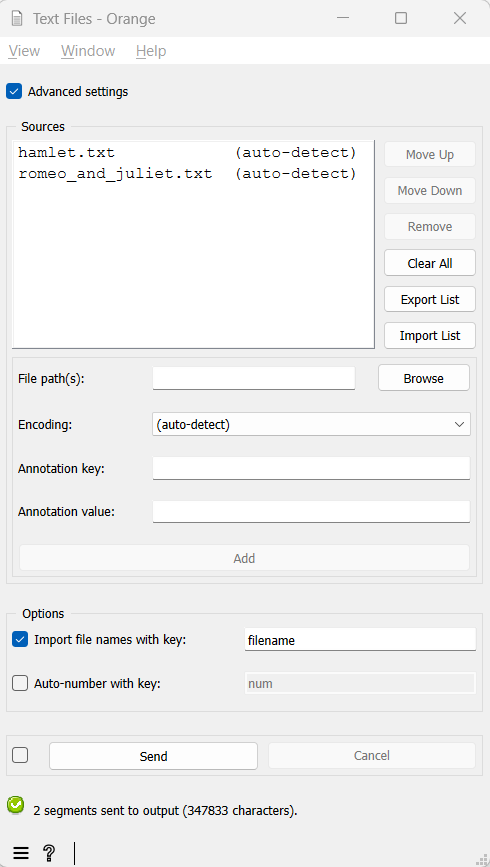 Text Files - Orange
View Window Help
Advanced settings
Sources
hamlet.txt (auto-detect)
romeo_and_juliet.txt (auto-detect)
Move Up
Move Down
Remove
Clear All
Export List
Import List
File path(s):
Browse
Encoding: (auto-detect)
Annotation key:
Annotation value:
Add
Options
Import file names with key: filename
Auto-number with key: num
Send Cancel
2 segments sent to output (347833 characters).
?